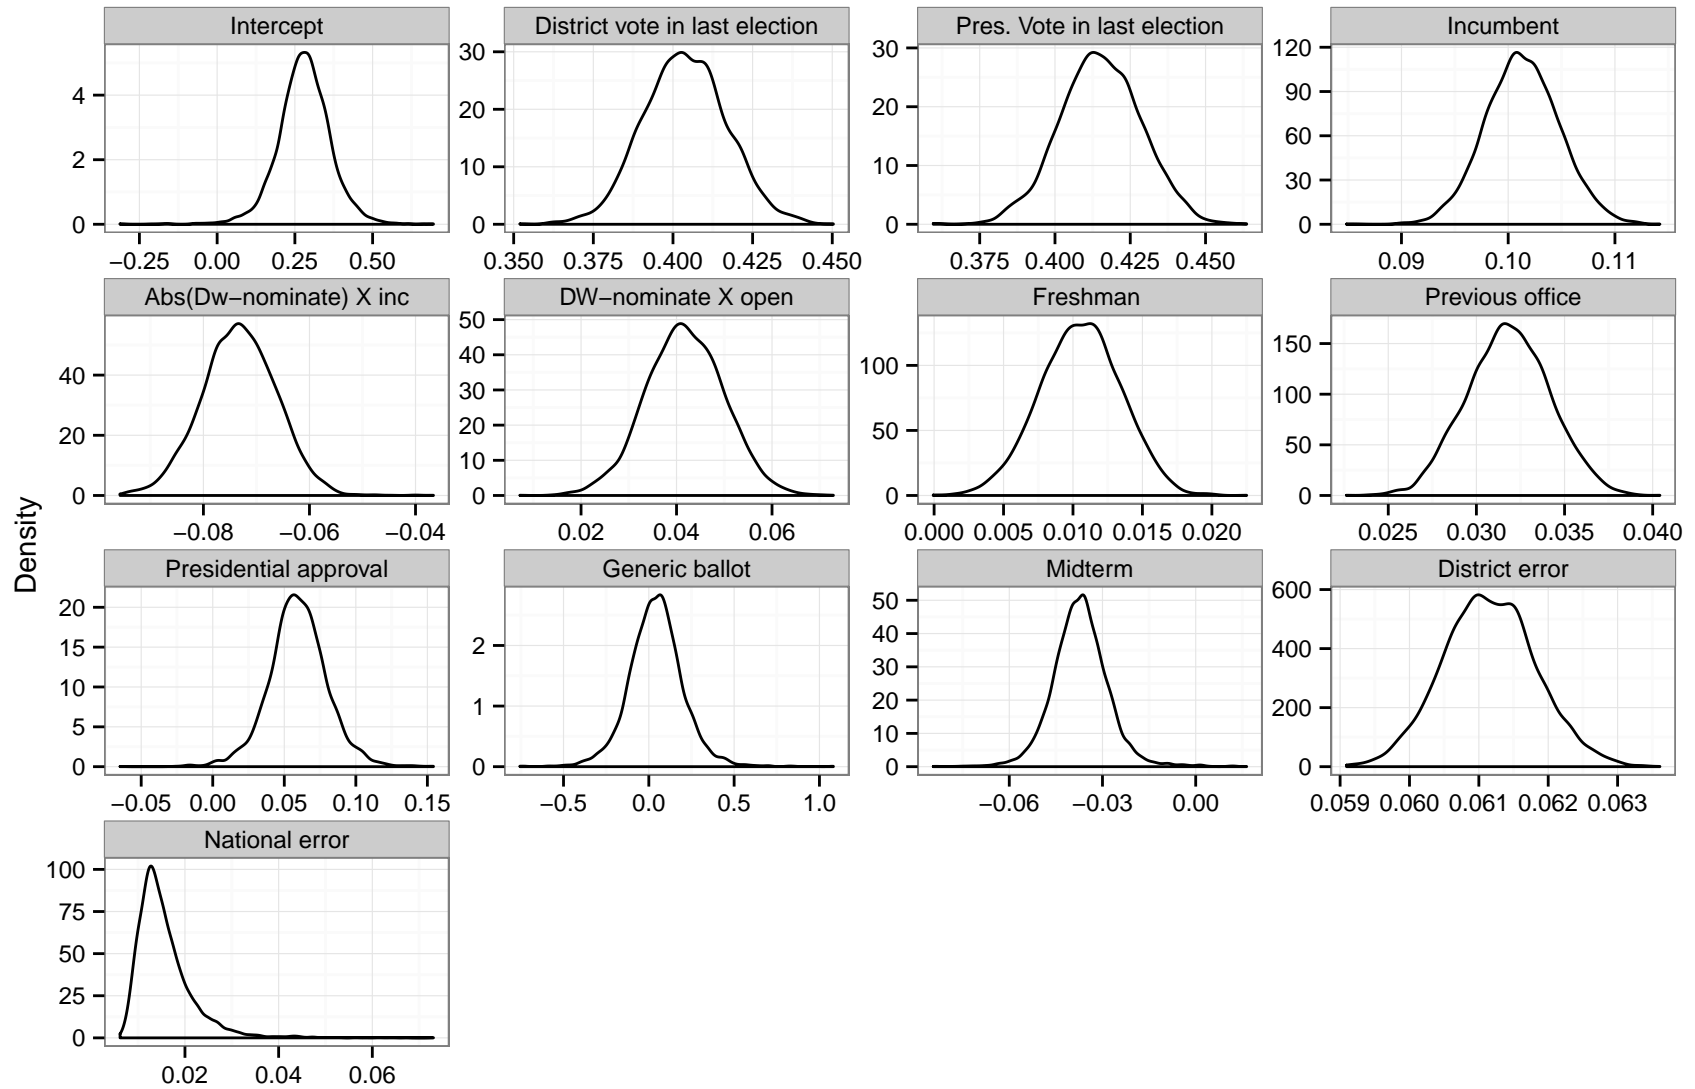 Density
Intercept
4
2
0
−0.25 0.00 0.25 0.50
District vote in last election
30
20
10
0
0.350 0.375 0.400 0.425 0.450
Pres. Vote in last election
30
20
10
0
0.375 0.400 0.425 0.450
Incumbent
120
90
60
30
0
0.09 0.10 0.11
Abs(Dw−nominate) X inc
40
20
0
−0.08 −0.06 −0.04
DW−nominate X open
50
40
30
20
10
0
0.02 0.04 0.06
Freshman
100
50
0
0.000 0.005 0.010 0.015 0.020
Previous office
150
100
50
0
0.025 0.030 0.035 0.040
Presidential approval
20
15
10
5
0
−0.05 0.00 0.05 0.10 0.15
Generic ballot
2
1
0
−0.5 0.0 0.5 1.0
Midterm
50
40
30
20
10
0
−0.06 −0.03 0.00
District error
600
400
200
0
0.059 0.060 0.061 0.062 0.063
National error
100
75
50
25
0
0.02 0.04 0.06